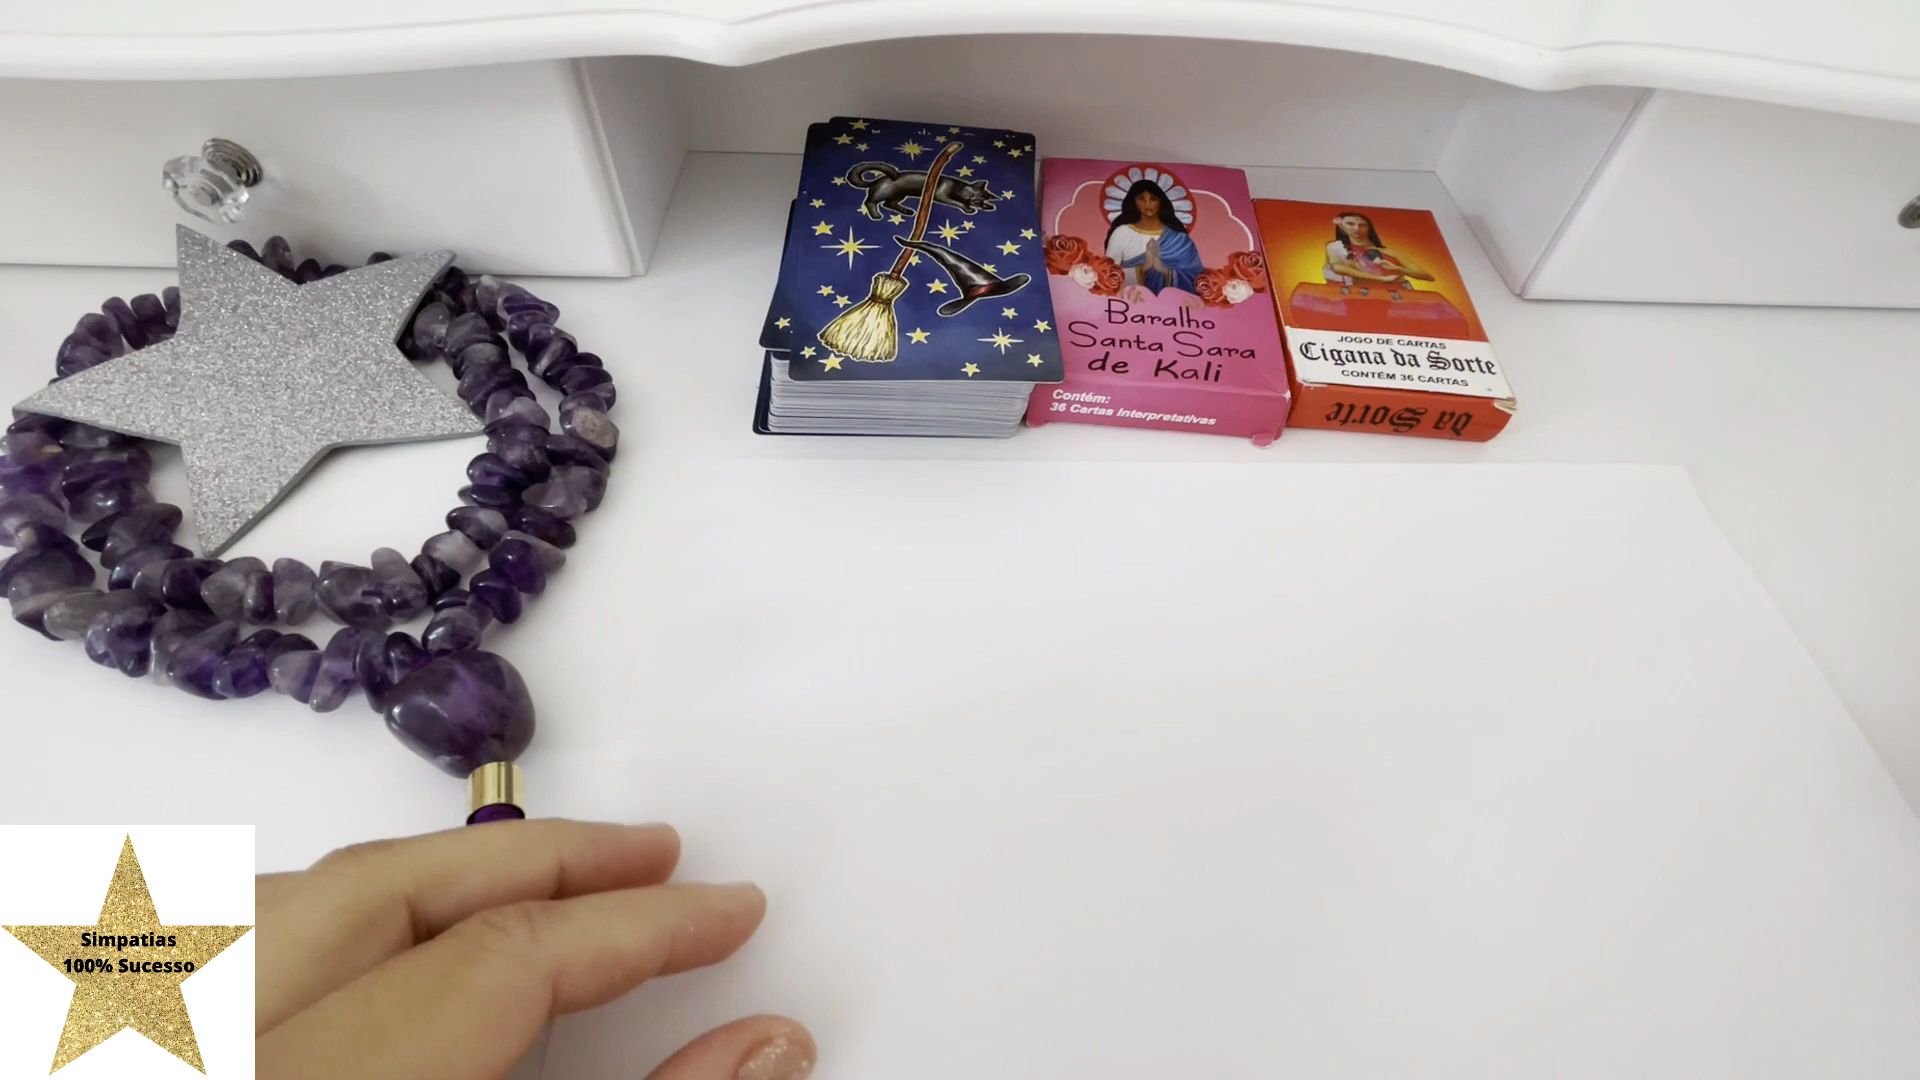 Baralho
Santa Sara
de Kali
Contém:
36 Cartas Interpretativas
JOGO DE CARTAS
Cigana da Sorte
CONTÉM 36 CARTAS
da Sorte
Simpatias
100% Sucesso